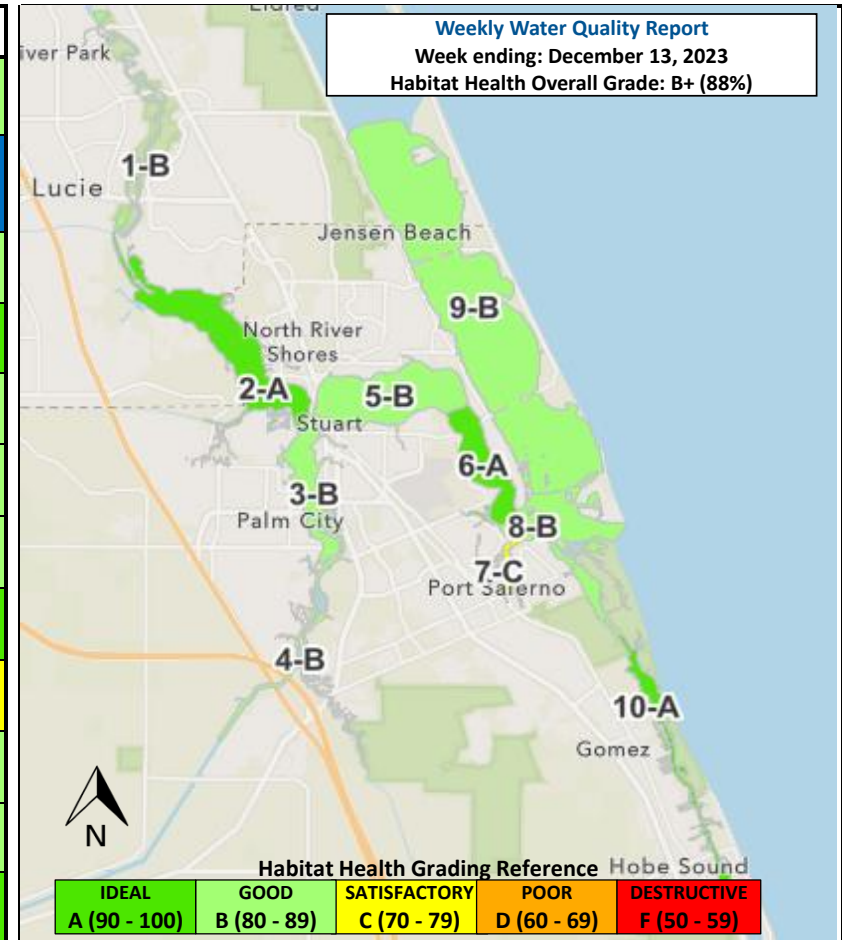 Eldred
Weekly Water Quality Report
Week ending: December 13, 2023
Habitat Health Overall Grade: B+ (88%)
iver Park
1-B
Lucie
Jensen Beach
9-B
North River
Shores
2-A
5-B
Stuart
6-A
3-B
Palm City
8-B
7-C
Port Salerno
4-B
10-A
Gomez
N
Habitat Health Grading Reference
Hobe Sound
IDEAL GOOD SATISFACTORY POOR DESTRUCTIVE
A (90 - 100) B (80 - 89) C (70 - 79) D (60 - 69) F (50 - 59)